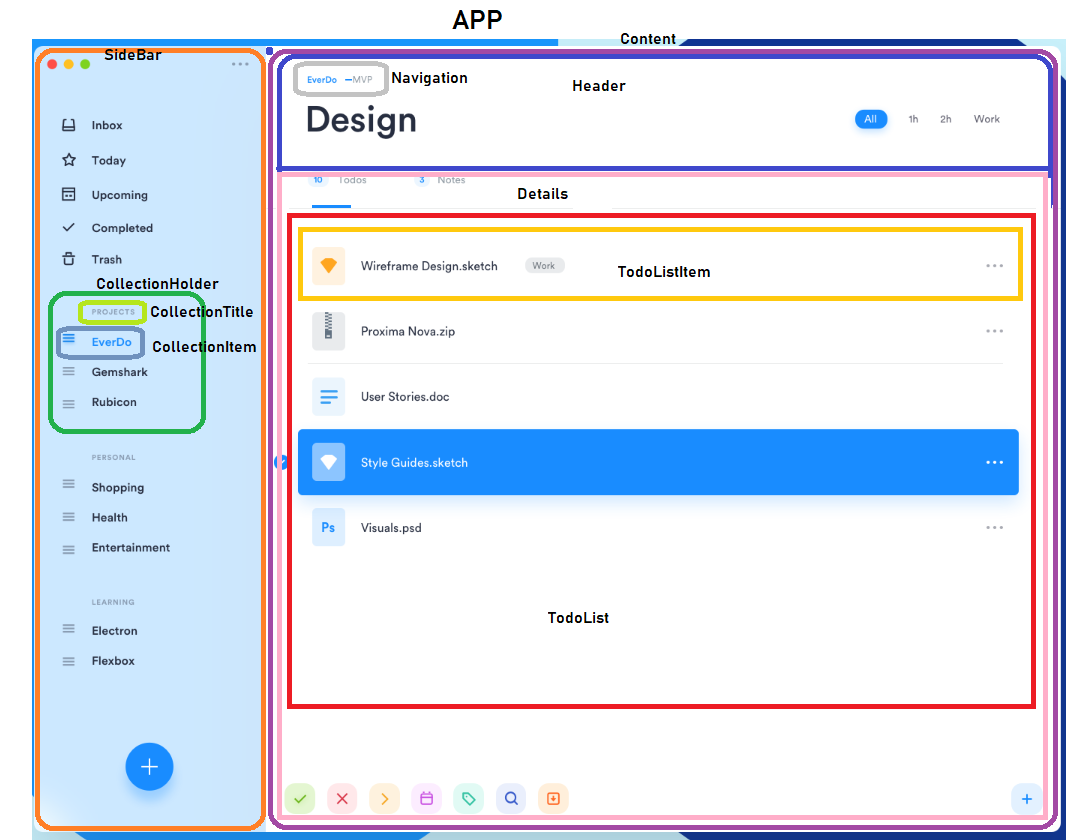 APP
Content
SideBar
EverDo —MVP
Navigation
Header
Design
All 1h 2h Work
Inbox
Today
Upcoming
Completed
Trash
CollectionHolder
PROJECTS
CollectionTitle
EverDo
CollectionItem
Gemshark
Rubicon
PERSONAL
Shopping
Health
Entertainment
LEARNING
Electron
Flexbox
10 Todos 3 Notes
Details
Wireframe Design.sketch Work
TodoListItem
Proxima Nova.zip
User Stories.doc
Style Guides.sketch
Ps Visuals.psd
TodoList